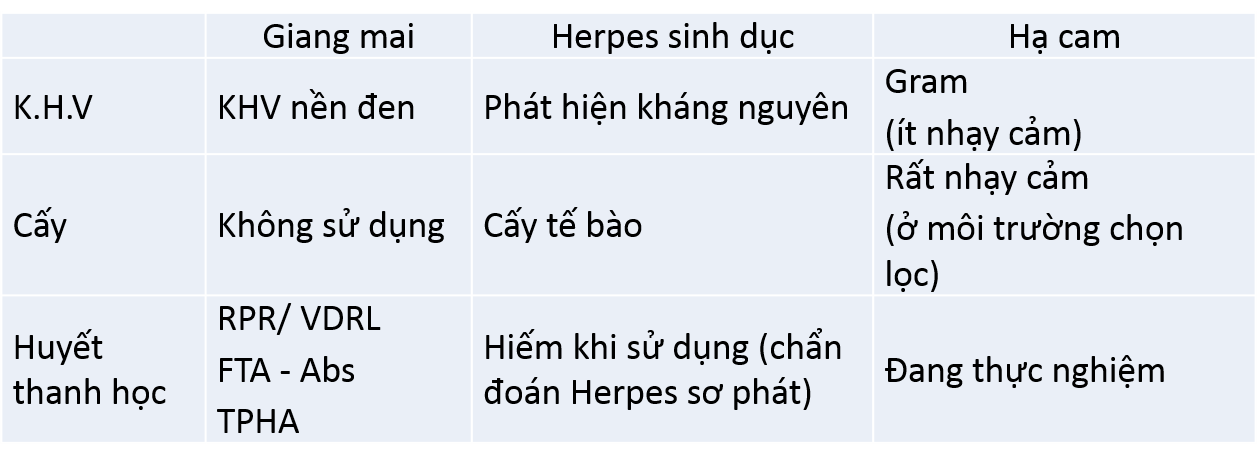 Giang mai
Herpes sinh dục
Hạ cam
K.H.V
KHV nền đen
Phát hiện kháng nguyên
Gram
(ít nhạy cảm)
Cấy
Không sử dụng
Cấy tế bào
Rất nhạy cảm
(ở môi trường chọn
lọc)
Huyết
thanh học
RPR/ VDRL
FTA - Abs
TPHA
Hiếm khi sử dụng (chẩn
đoán Herpes sơ phát)
Đang thực nghiệm